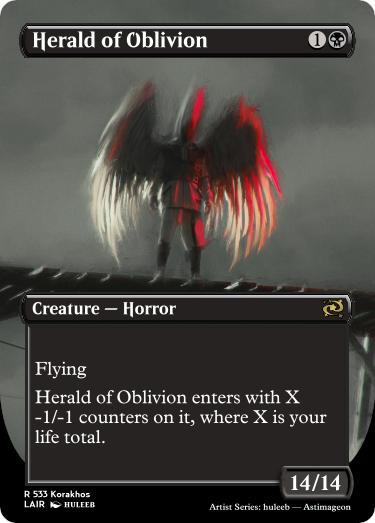 Herald of Oblivion 1
Creature — Horror
Flying
Herald of Oblivion enters with X
-1/-1 counters on it, where X is your
life total.
14/14
R 533 Korakhos
LAIR HULEEB
Artist Series: huleeb — Astimageon